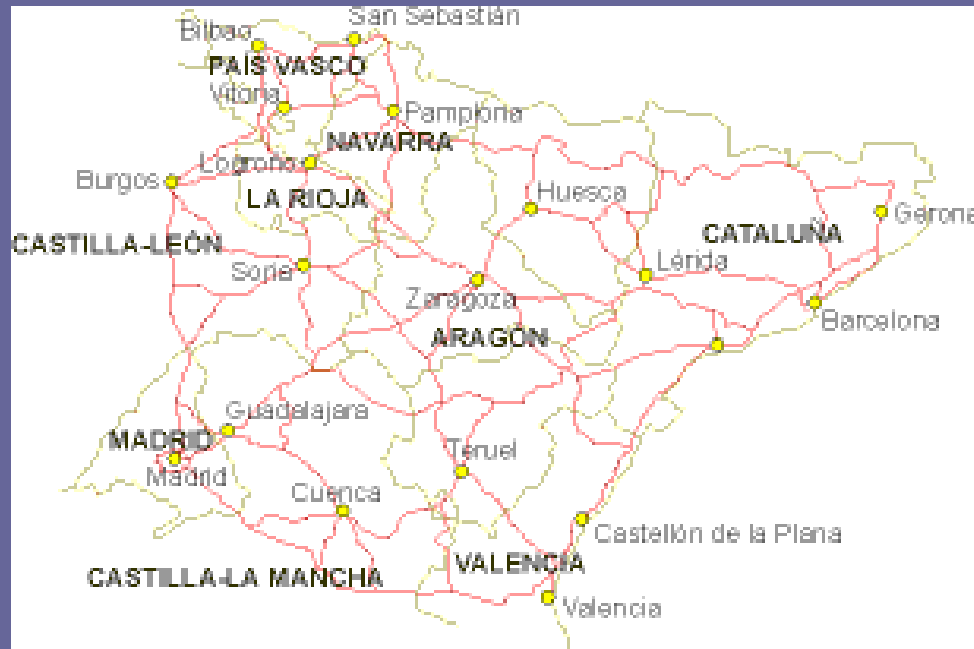 San Sebastián
Bilbao
PAÍS VASCO
Vitoria
Pamplona
NAVARRA
Logroño
Burgos
LA RIOJA
Huesca
Gerona
CASTILLA-LEÓN
CATALUÑA
Soria
Lérida
Zaragoza
Barcelona
ARAGÓN
Guadalajara
MADRID
Teruel
Madrid
Cuenca
Castellón de la Plana
VALENCIA
CASTILLA-LA MANCHA
Valencia